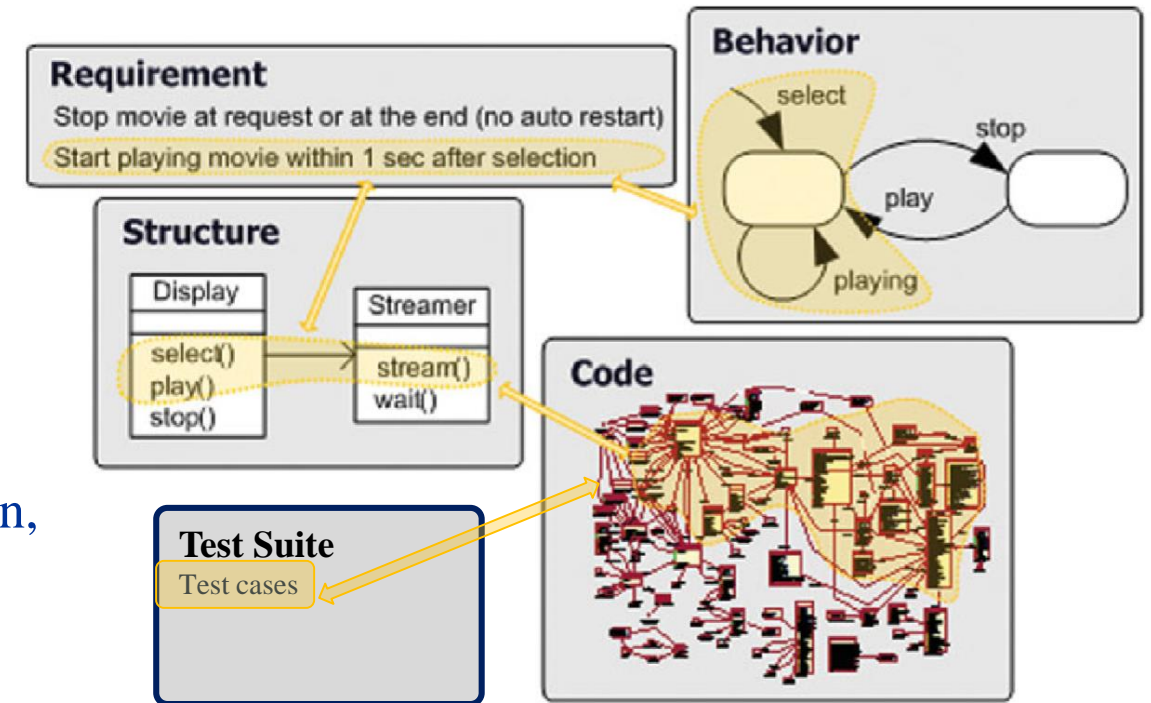 Requirement
Stop movie at request or at the end (no auto restart)
Start playing movie within 1 sec after selection
Behavior
select
stop
play
playing
Structure
Display
select()
play()
stop()
Streamer
stream()
wait()
Code
n,
Test Suite
Test cases